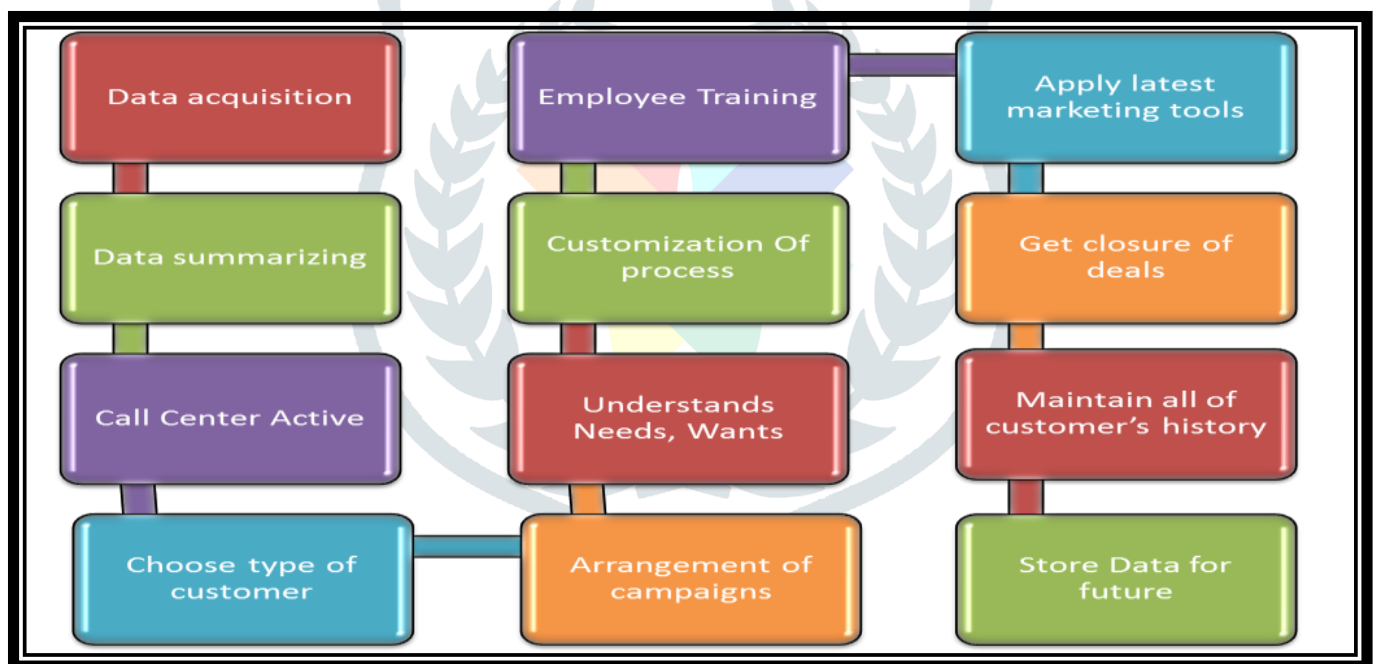 Data acquisition
Data summarizing
Call Center Active
Choose type of
customer
Arrangement of
campaigns
Understands
Needs, Wants
Customization Of
process
Employee Training
Apply latest
marketing tools
Get closure of
deals
Maintain all of
customer’s history
Store Data for
future